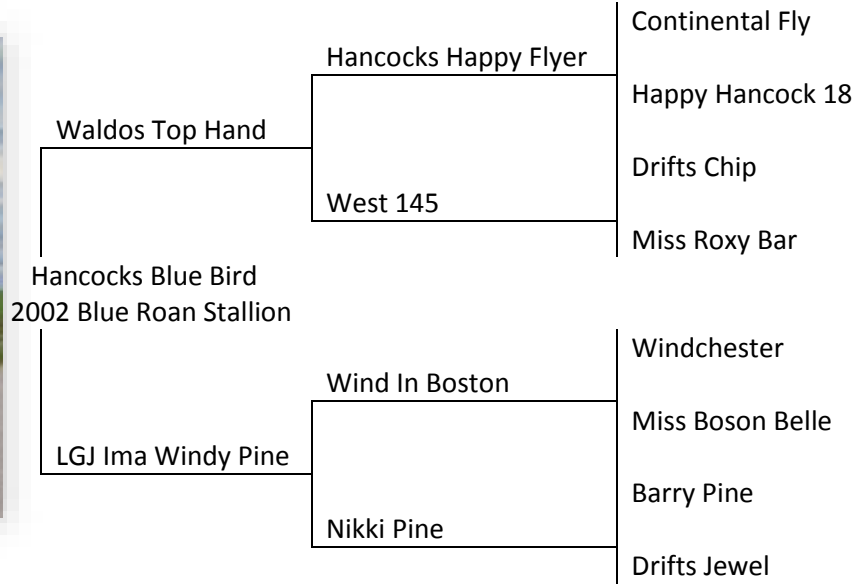 Continental Fly
Hancocks Happy Flyer
Happy Hancock 18
Waldos Top Hand
Drifts Chip
West 145
Miss Roxy Bar
Hancocks Blue Bird
2002 Blue Roan Stallion
Windchester
Wind In Boston
Miss Boson Belle
LGJ Ima Windy Pine
Barry Pine
Nikki Pine
Drifts Jewel